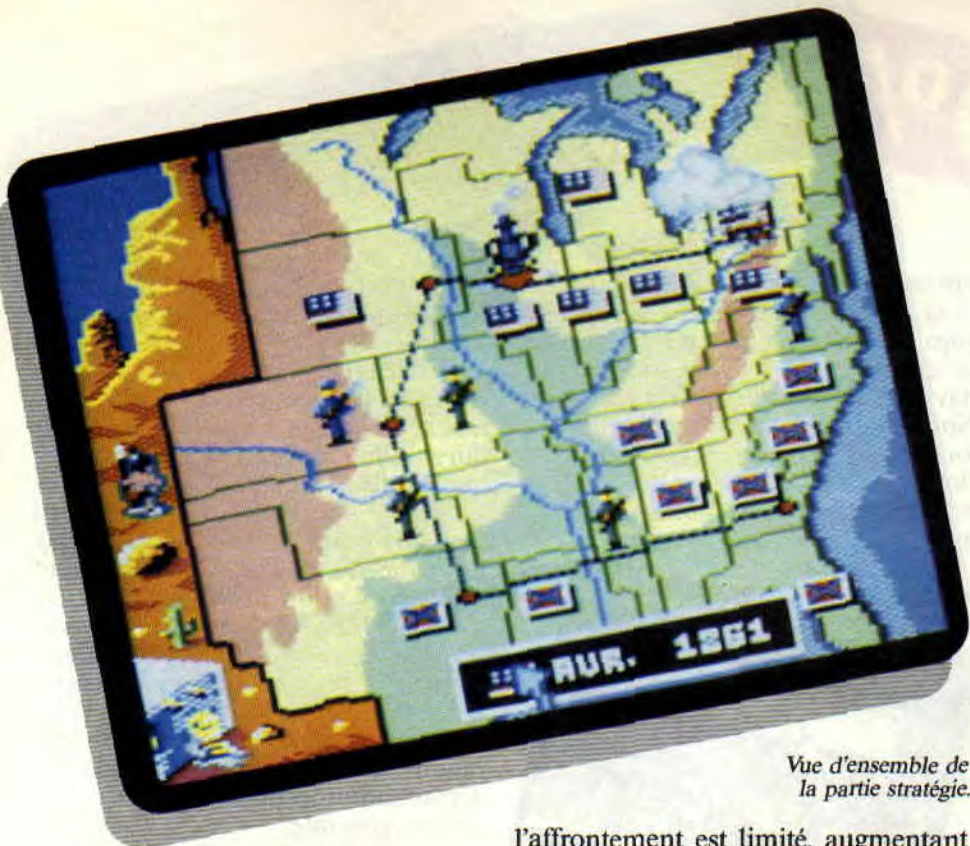 AVR. 1861
Vue d'ensemble de
la partie stratégie.
l'affrontement est limité, augmentant